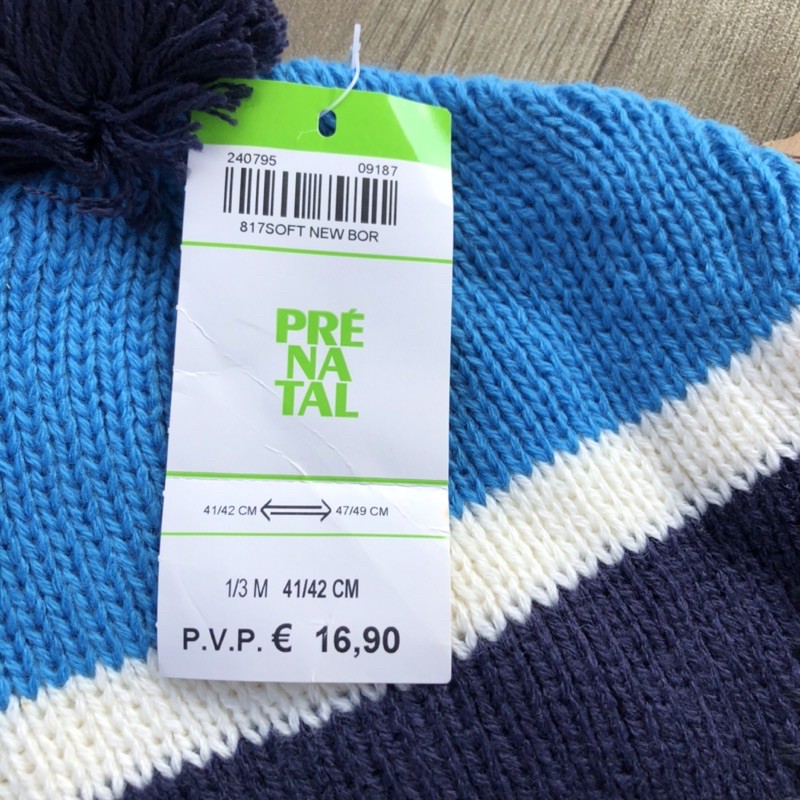 240795 09187
817SOFT NEW BOR
PRÉ
NA
TAL
41/42 CM 47/49 CM
1/3 M 41/42 CM
P.V.P. € 16,90